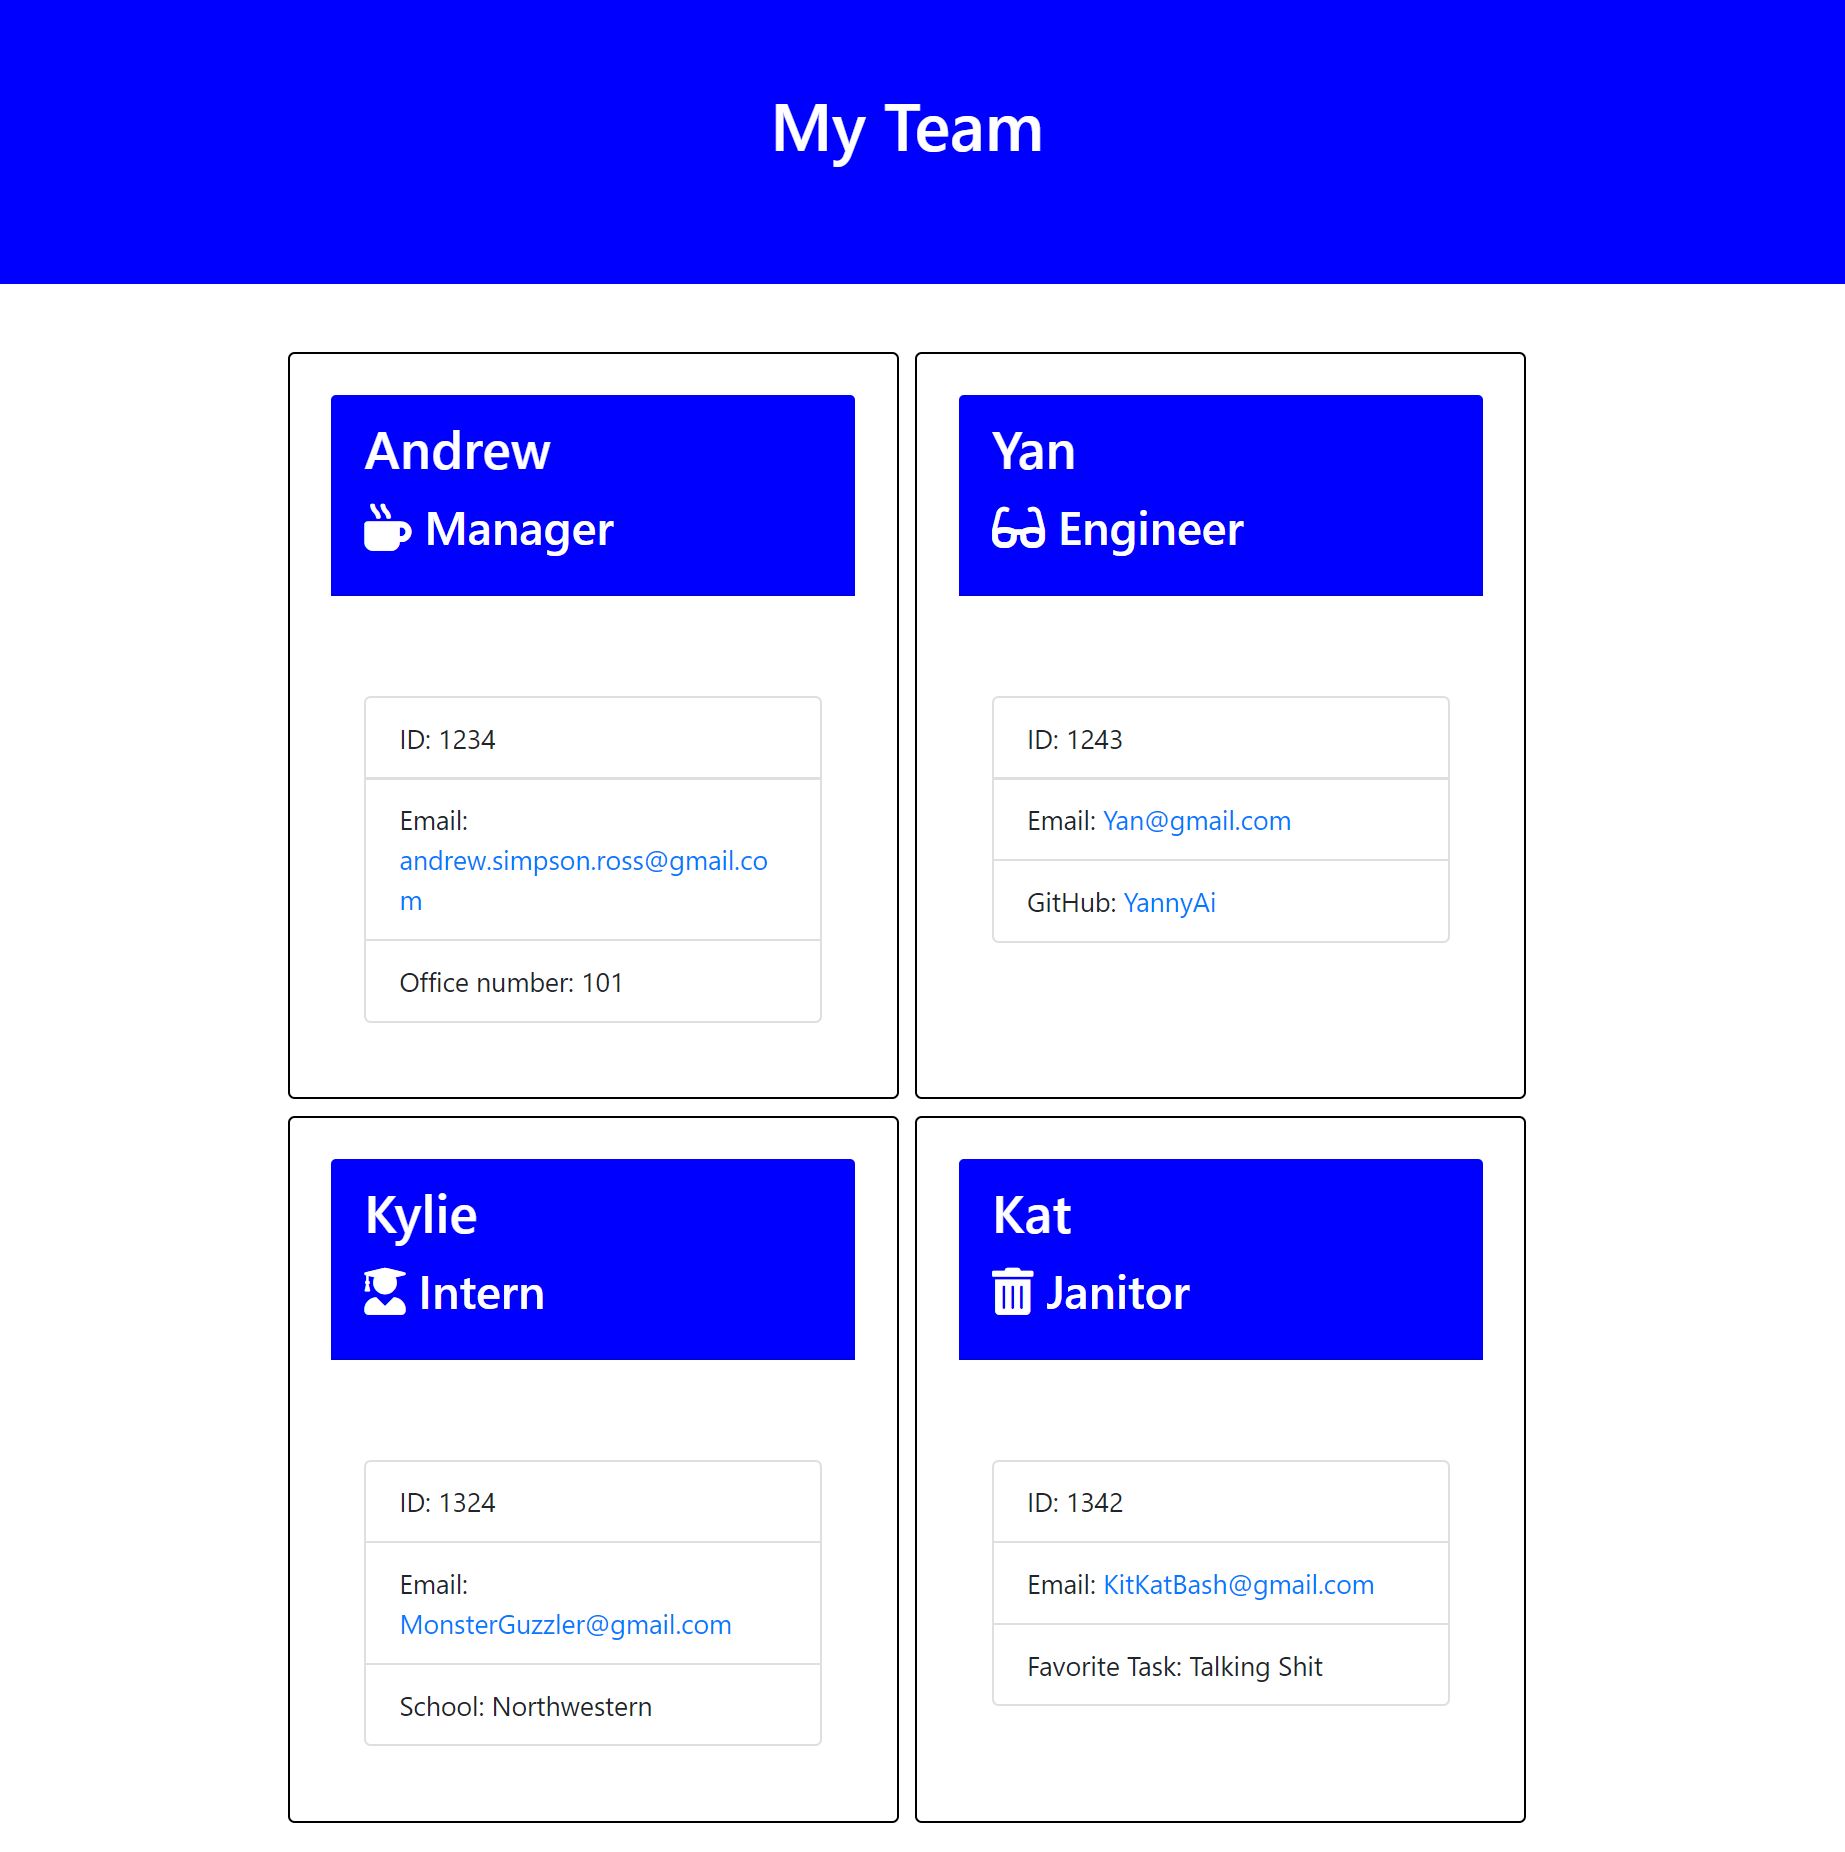 My Team
Andrew
Manager
ID: 1234
Email:
andrew.simpson.ross@gmail.co
m
Office number: 101
Yan
Engineer
ID: 1243
Email: Yan@gmail.com
GitHub: YannyAi
Kylie
Intern
ID: 1324
Email:
MonsterGuzzler@gmail.com
School: Northwestern
Kat
Janitor
ID: 1342
Email: KitKatBash@gmail.com
Favorite Task: Talking Shit